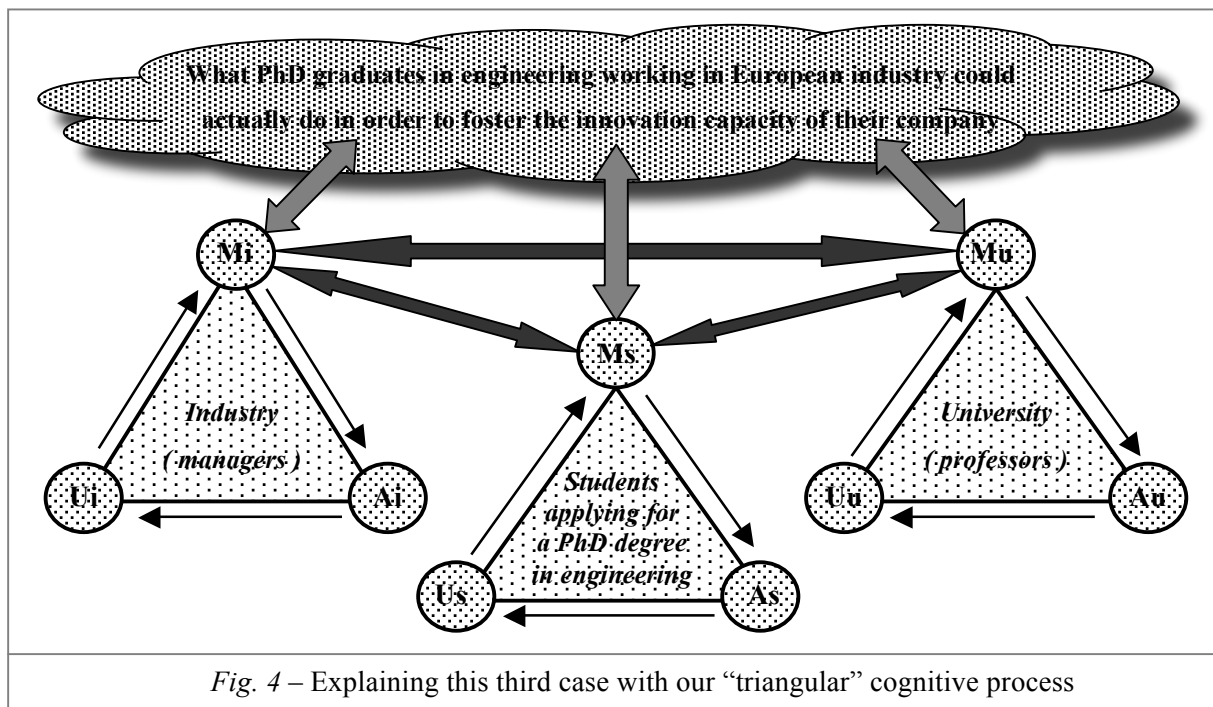 What PhD graduates in engineering working in European industry could
actually do in order to foster the innovation capacity of their company
Mi
Mu
Ms
Industry
( managers )
University
( professors )
Ui
Ai
Uu
Au
Students
applying for
a PhD degree
in engineering
Us
As
Fig. 4 – Explaining this third case with our “triangular” cognitive process